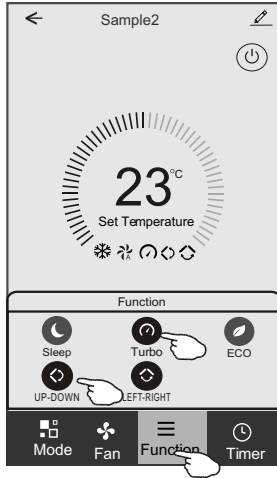 Sample2
23°C
Set Temperature
A
Function
Sleep Turbo ECO
UP-DOWN LEFT-RIGHT
Mode Fan Function Timer